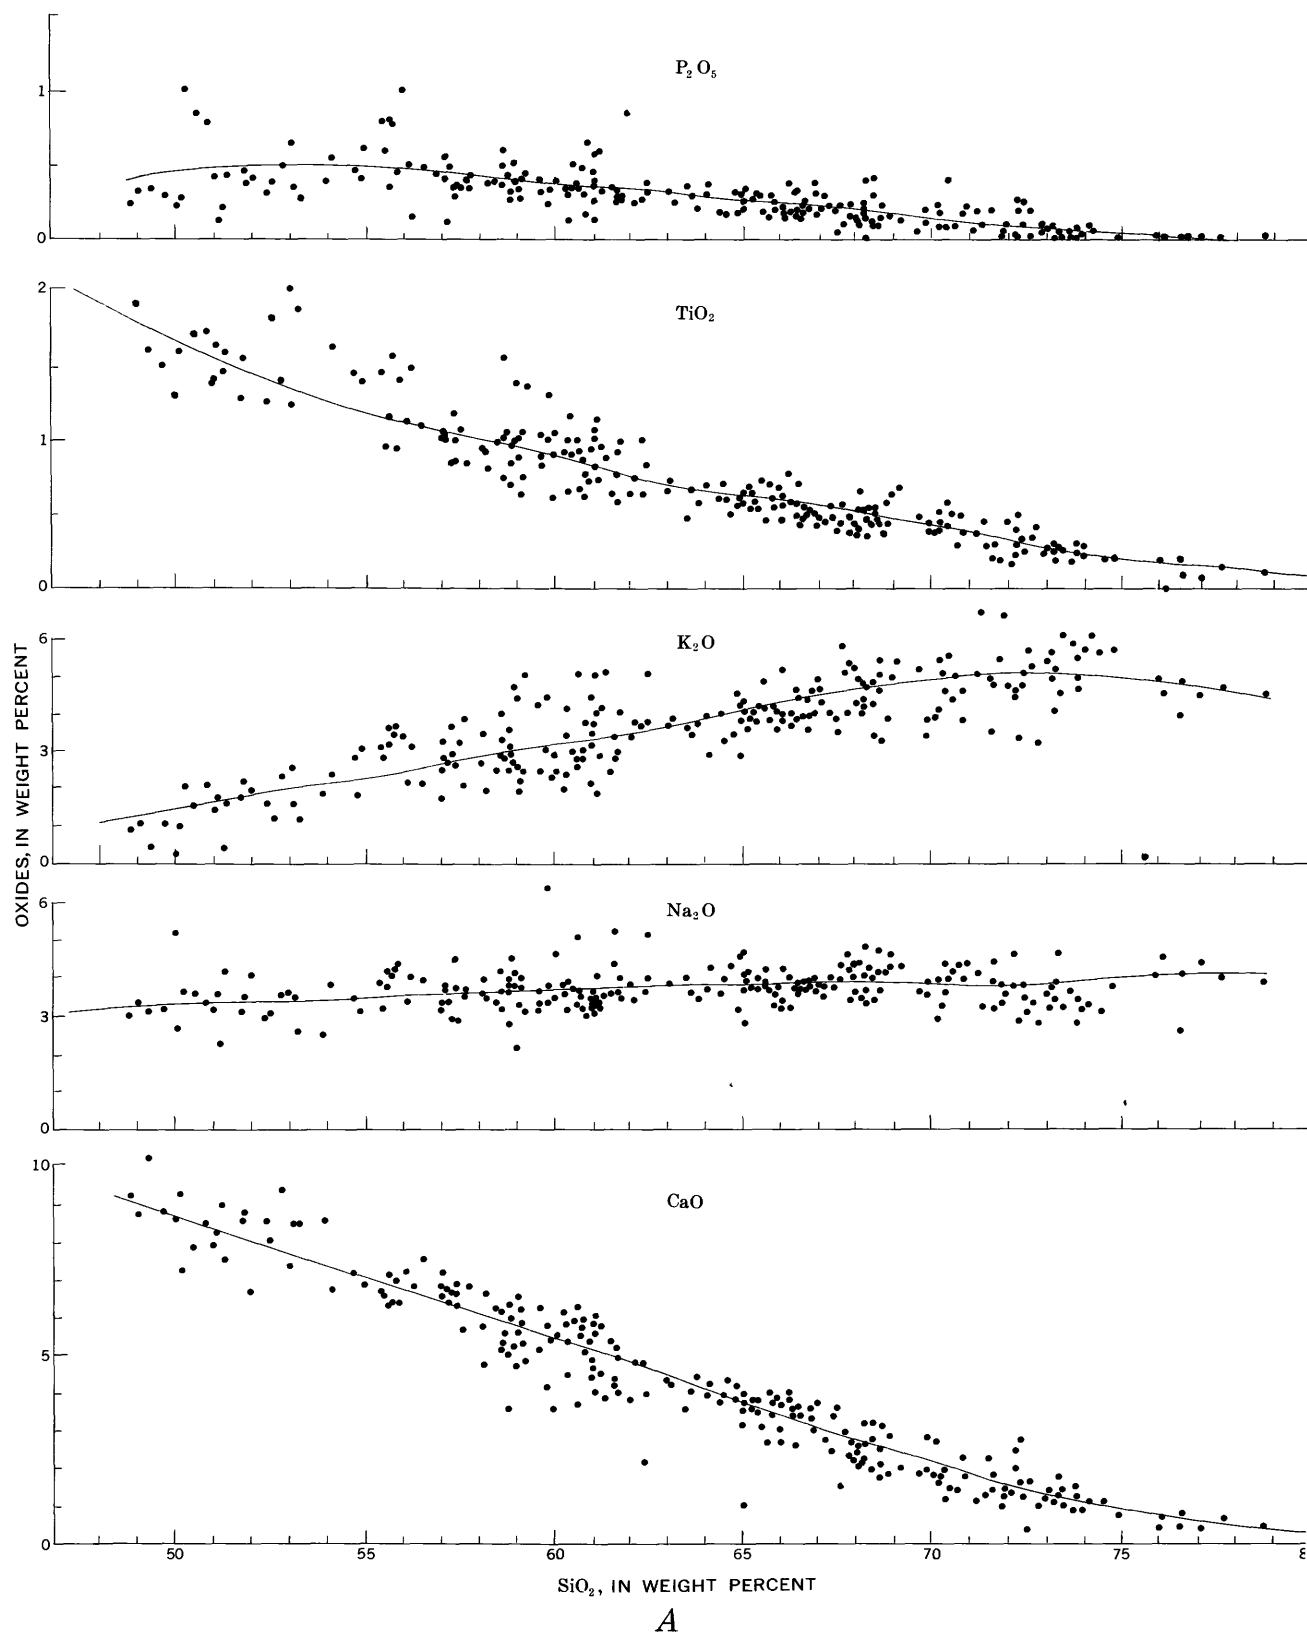 P₂O₅
1
0
2
TiO₂
1
0
6
K₂O
3
0
OXIDES, IN WEIGHT PERCENT
6
Na₂O
3
0
10
CaO
5
0
50 55 60 65 70 75 8
SiO₂, IN WEIGHT PERCENT
A